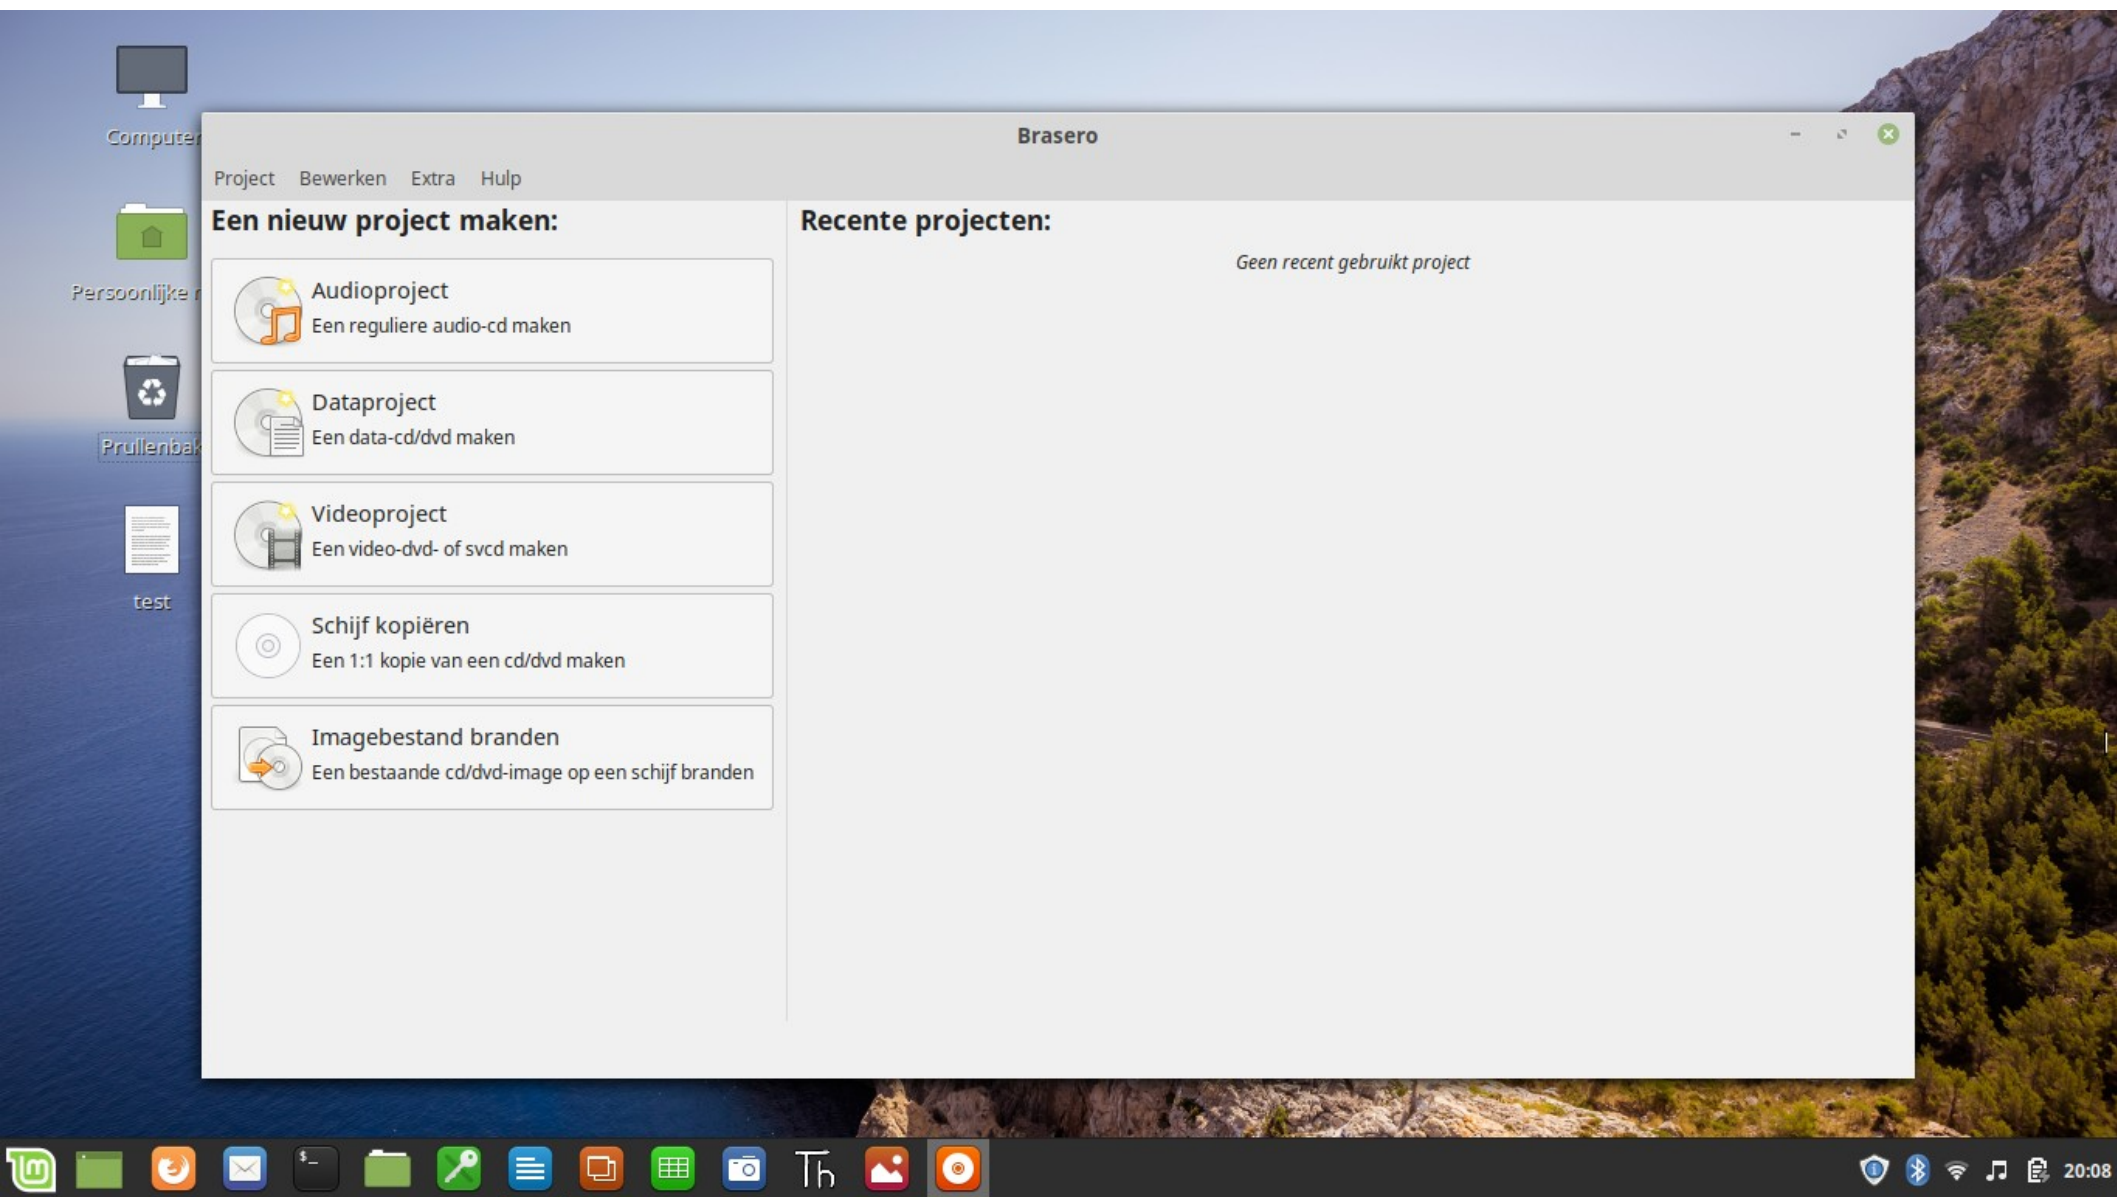 Computer
Persoonlijke
Prullenbak
test
Brasero
Project Bewerken Extra Hulp
Een nieuw project maken:
Audioproject
Een reguliere audio-cd maken
Dataproject
Een data-cd/dvd maken
Videoproject
Een video-dvd- of svcd maken
Schijf kopiëren
Een 1:1 kopie van een cd/dvd maken
Imagebestand branden
Een bestaande cd/dvd-image op een schijf branden
Recente projecten:
Geen recent gebruikt project
$_
Th
20:08